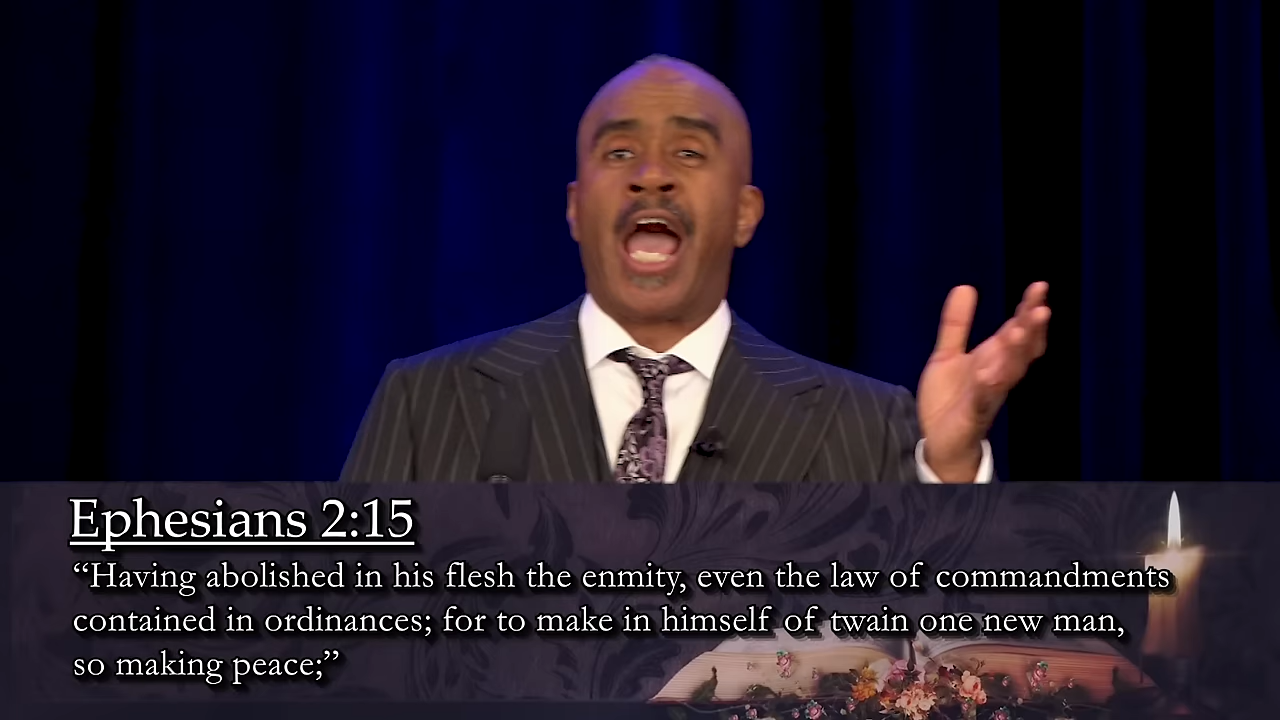 Ephesians 2:15
“Having abolished in his flesh the enmity, even the law of commandments
contained in ordinances; for to make in himself of twain one new man,
so making peace;”